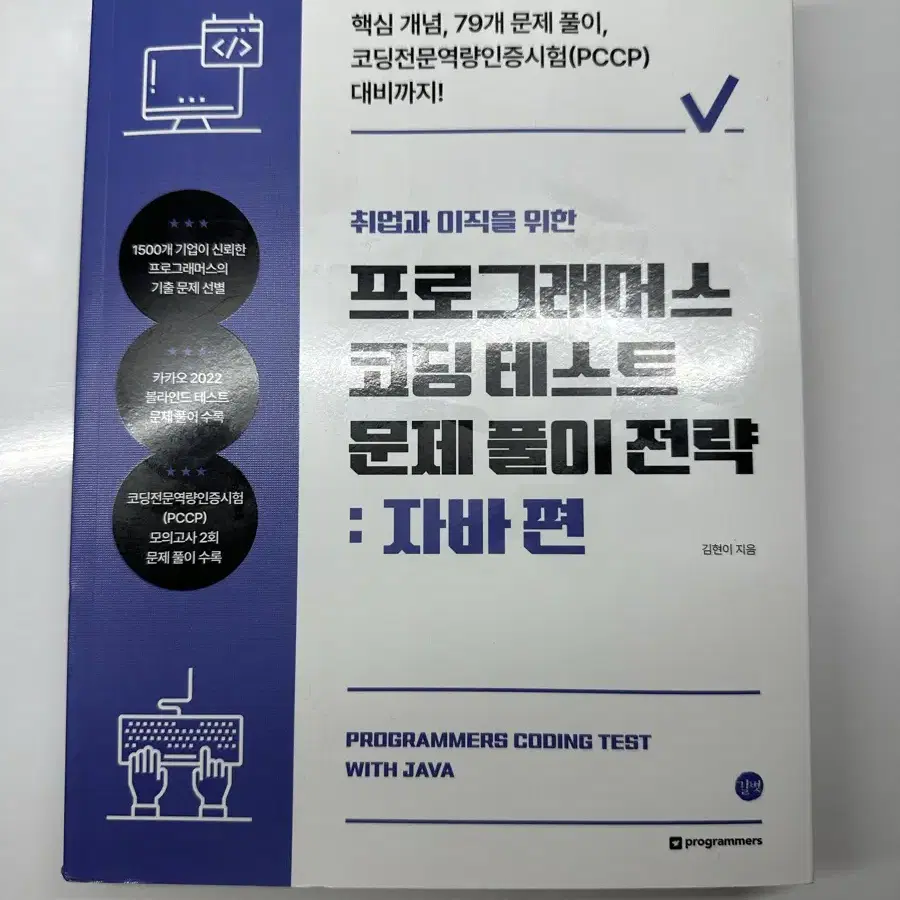 핵심 개념, 79개 문제 풀이,
코딩전문역량인증시험(PCCP)
대비까지!
</>
★★★
1500개 기업이 신뢰한
프로그래머스의
기출 문제 선별
★★★
카카오 2022
블라인드 테스트
문제 풀이 수록
★★★
코딩전문역량인증시험
(PCCP)
모의고사 2회
문제 풀이 수록
취업과 이직을 위한
프로그래머스
코딩 테스트
문제 풀이 전략
: 자바 편
김현이 지음
PROGRAMMERS CODING TEST
WITH JAVA
길벗
programmers